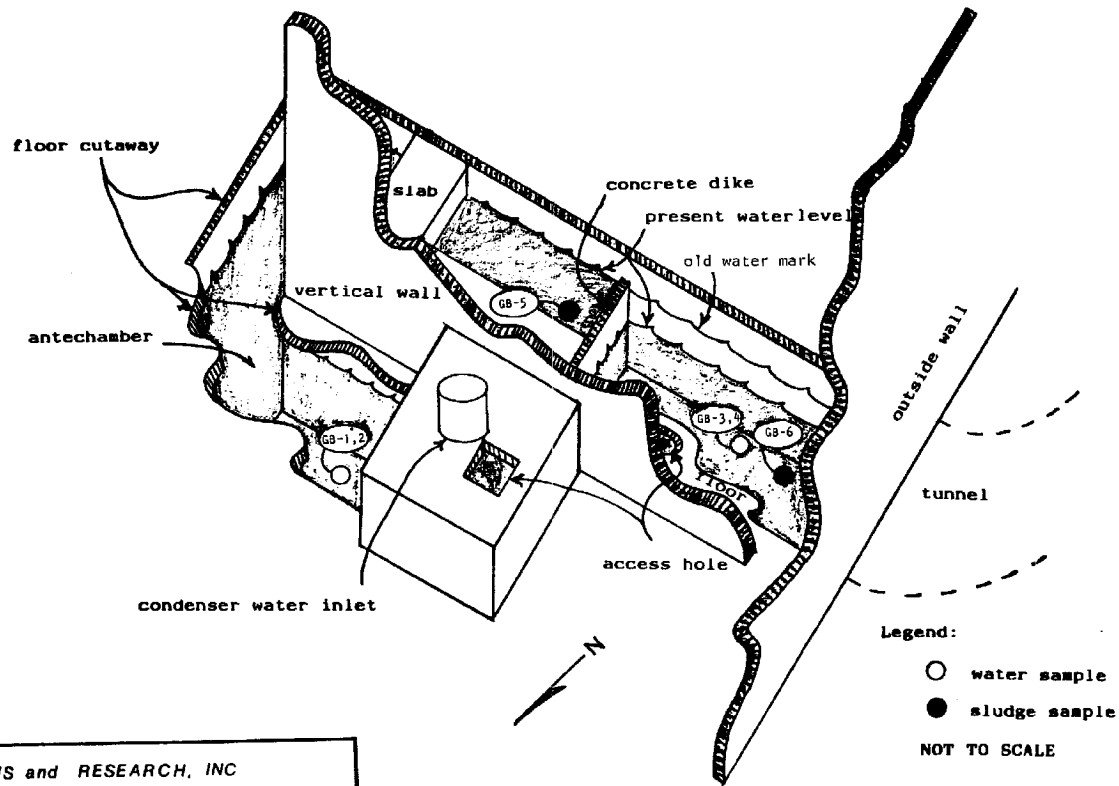 floor cutaway
slab
concrete dike
present water level
old water mark
vertical wall
GB-5
antechamber
outside wall
GB-3,4
GB-6
GB-1,2
floor
tunnel
access hole
condenser water inlet
N
Legend:
water sample
sludge sample
NOT TO SCALE
and RESEARCH, INC